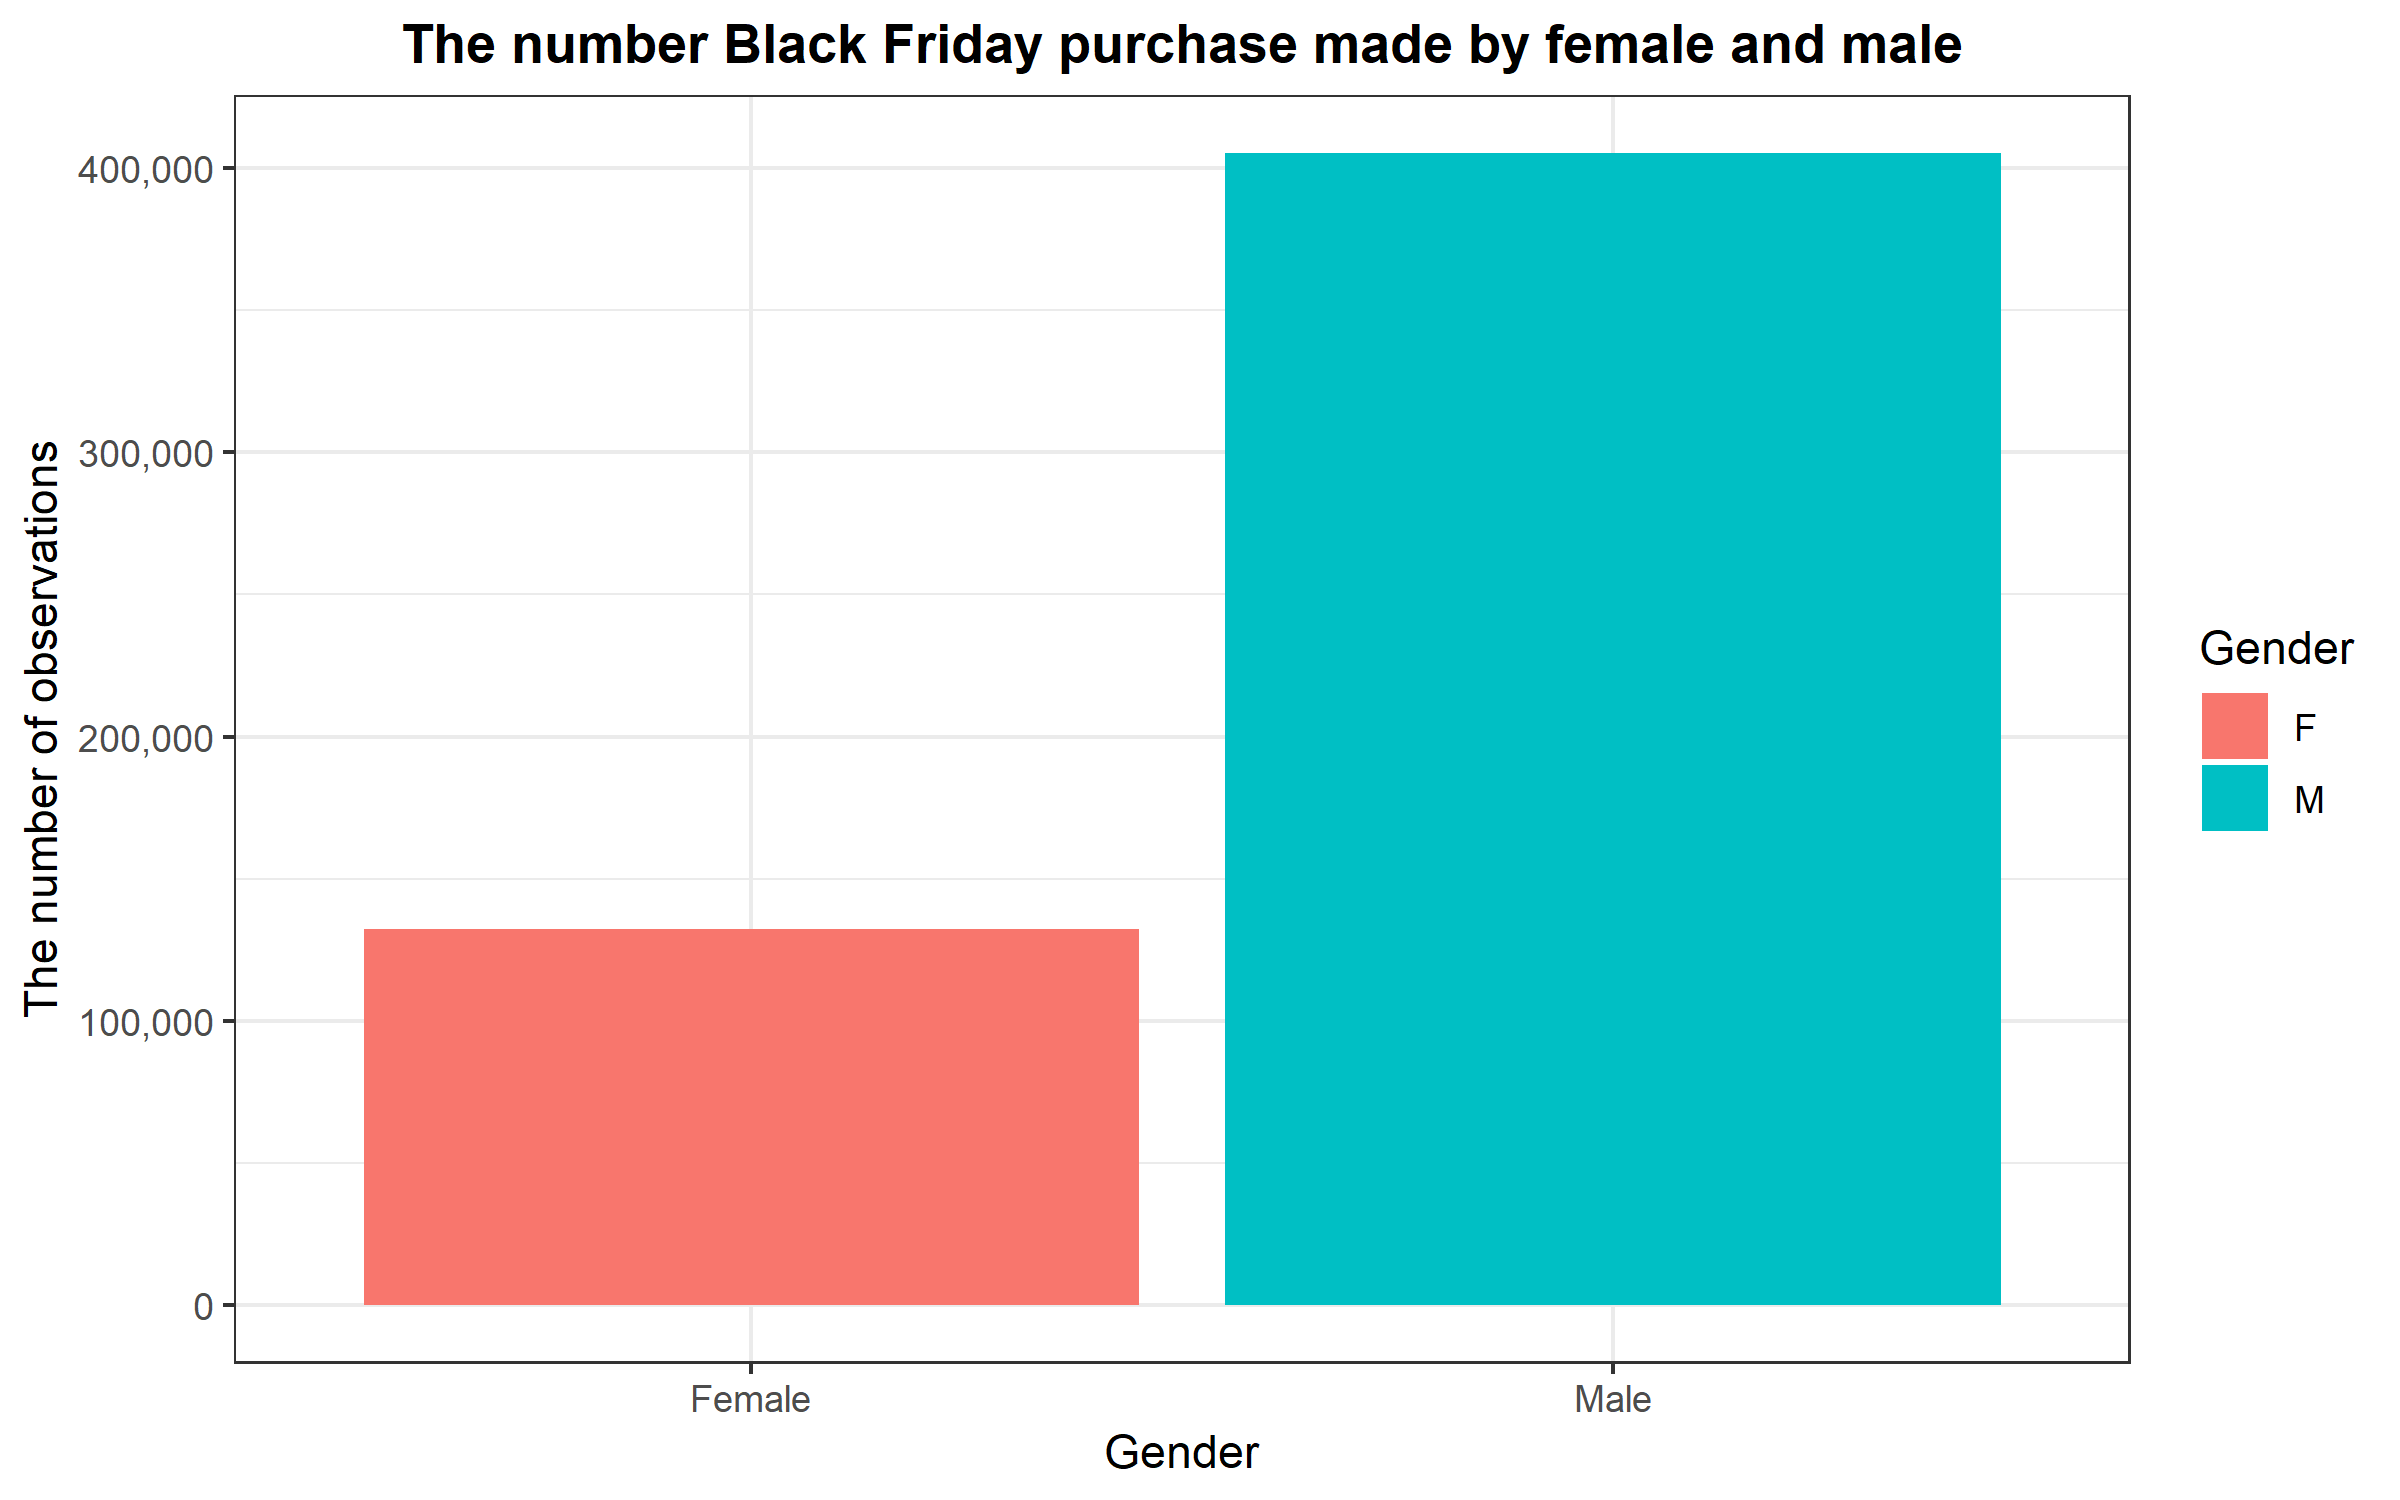 The number Black Friday purchase made by female and male
The number of observations
400,000
300,000
200,000
100,000
0
Female
Male
Gender
Gender
F
M